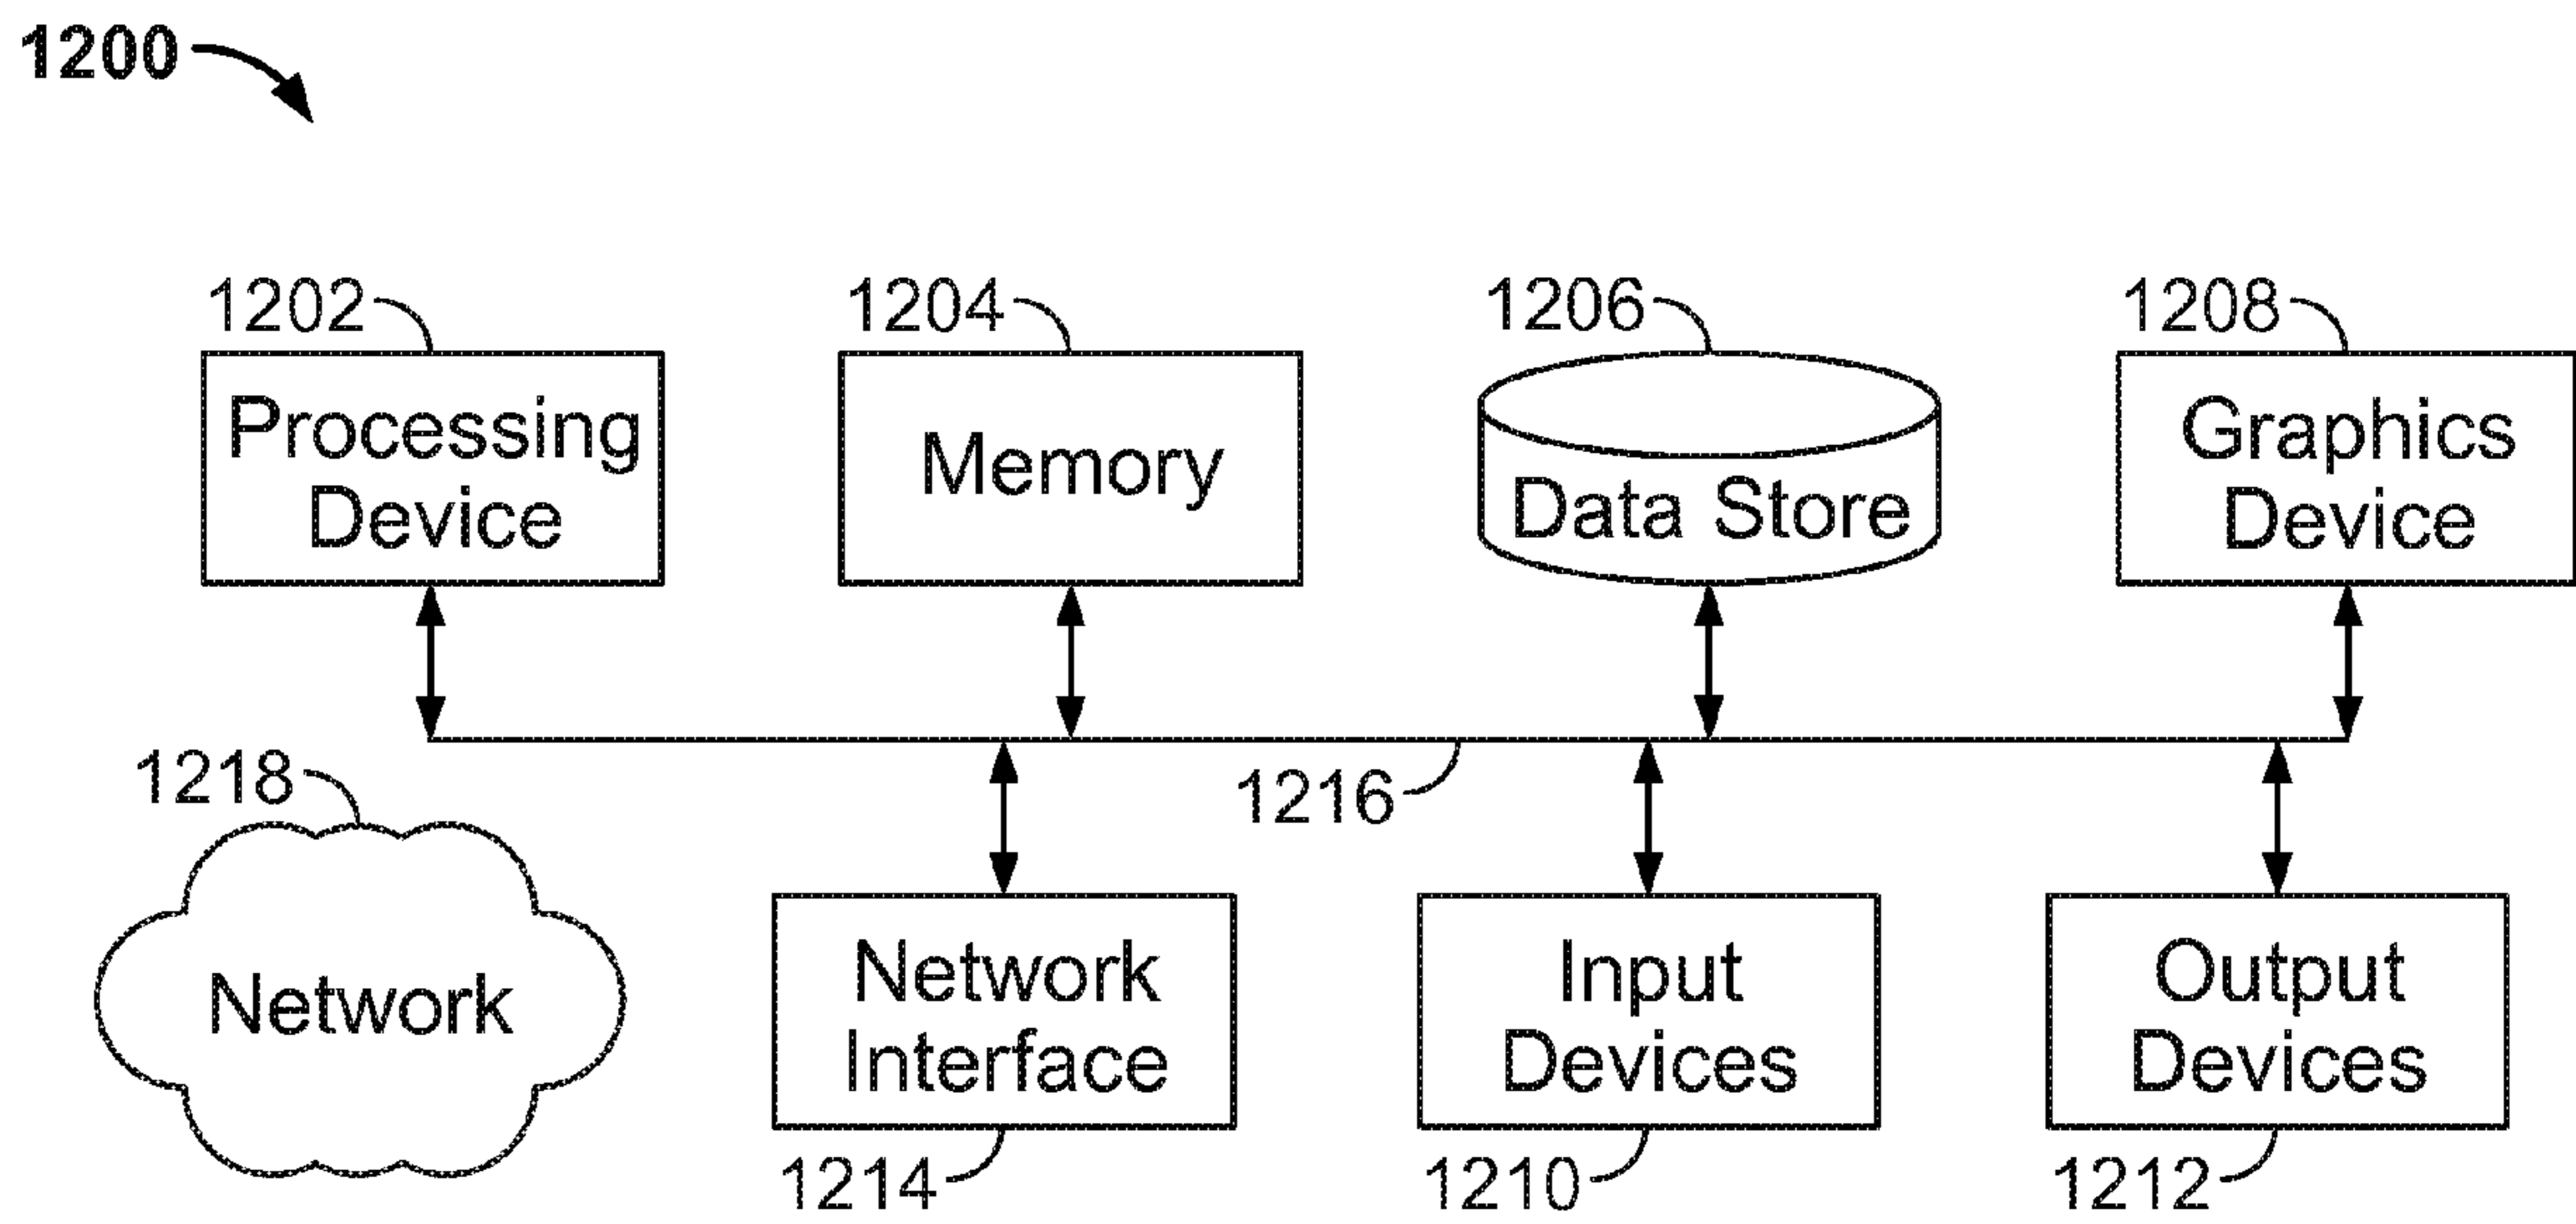 1200
1202
1204
1206
1208
Processing
Device
Memory
Data Store
Graphics
Device
1218
1216
Network
Network
Interface
Input
Devices
Output
Devices
1214
1210
1212